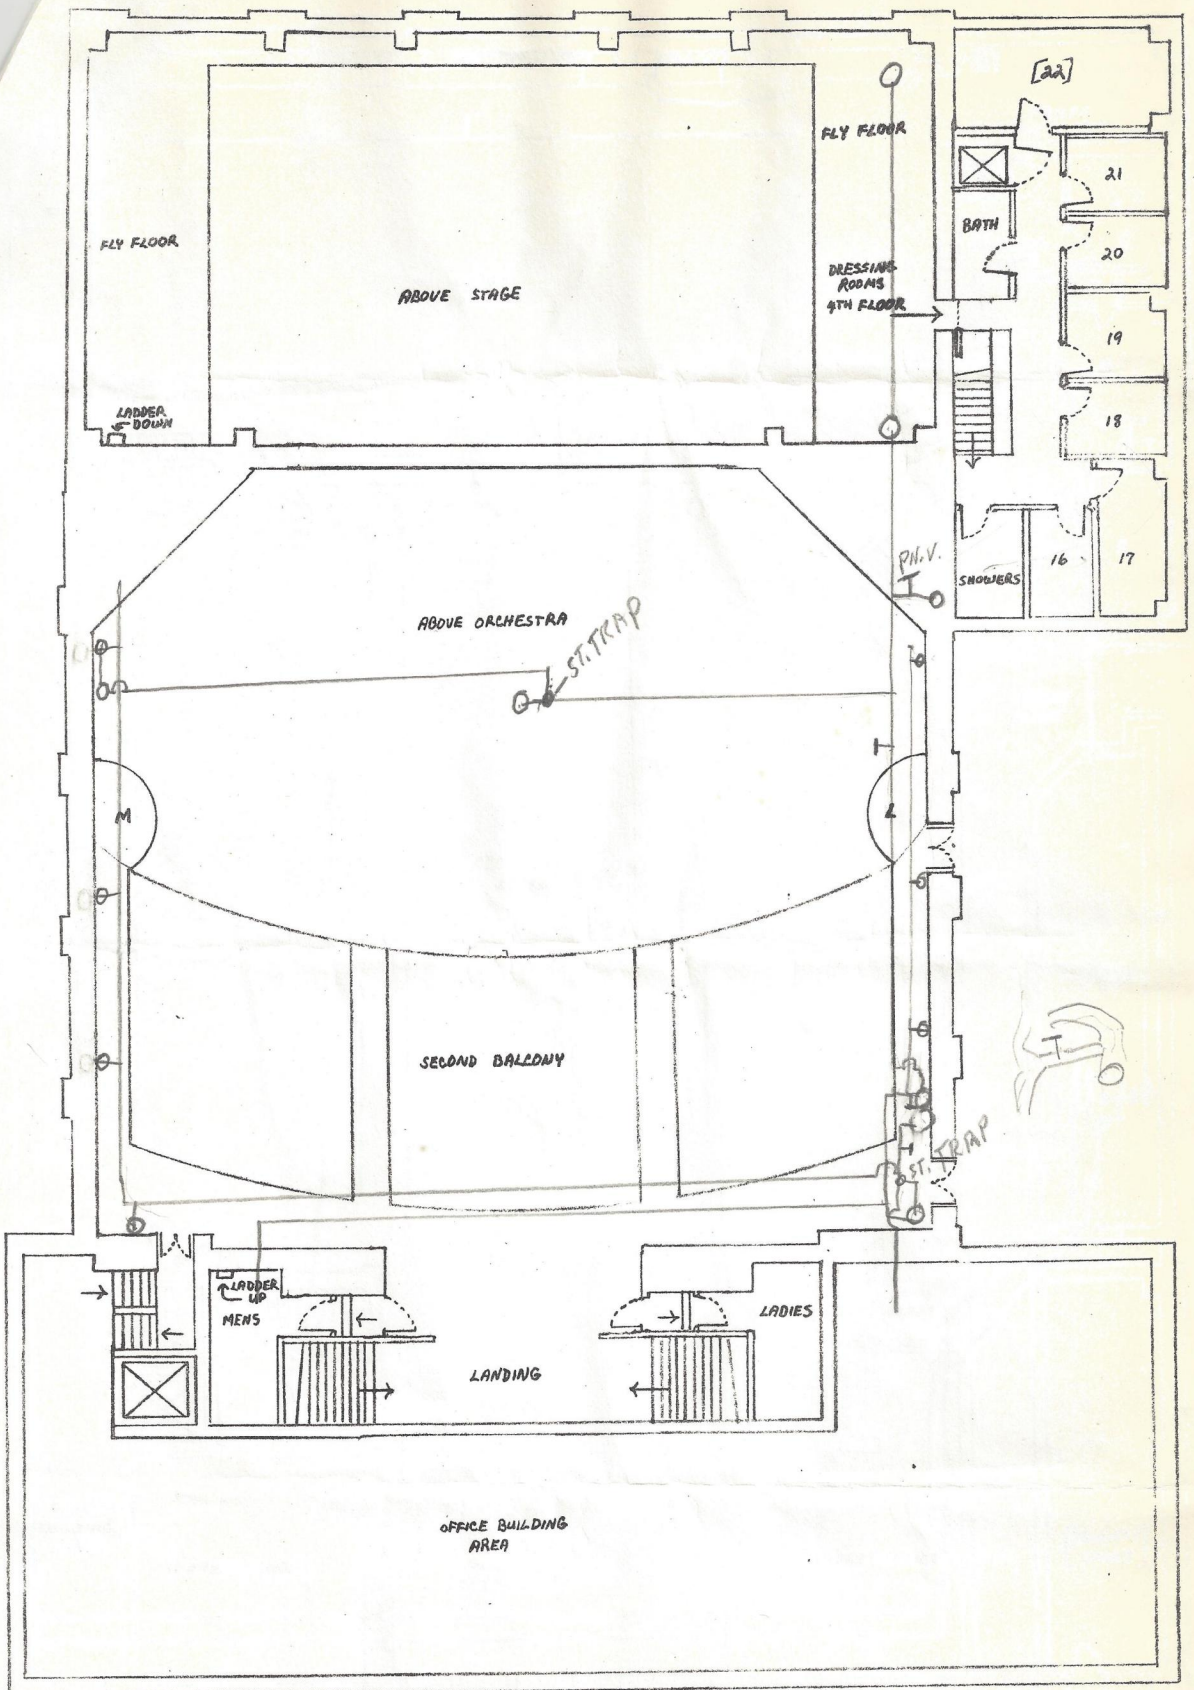 [22]
FLY FLOOR
21
BATH
FLY FLOOR
20
DRESSING
ROOMS
4TH FLOOR
ABOVE STAGE
19
LADDER
DOWN
18
PN.V.
SHOWERS
16
17
ABOVE ORCHESTRA
ST. TRAP
M
L
SECOND BALCONY
ST. TRAP
LADDER
UP
MENS
LADIES
LANDING
OFFICE BUILDING
AREA